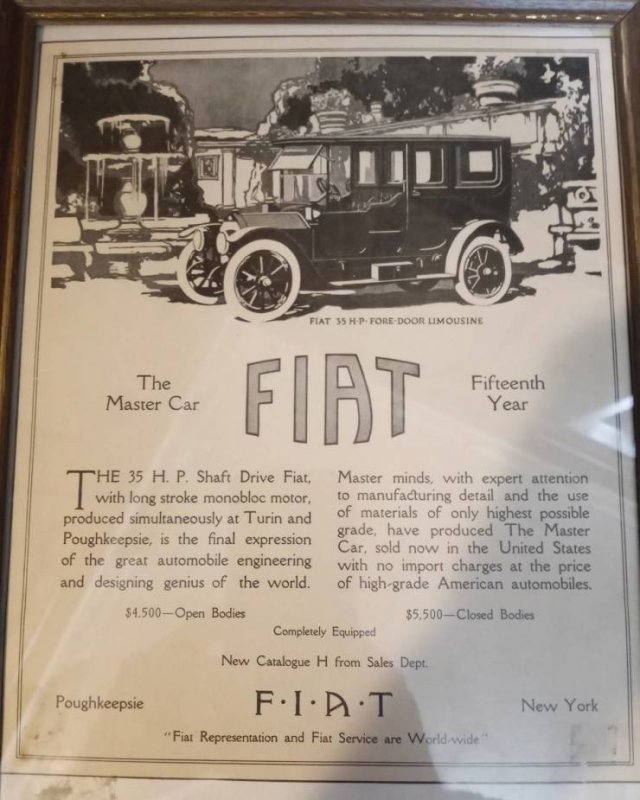 FIAT '35 H-P- FORE-DOOR LIMOUSINE
The
Master Car
FIAT
Fifteenth
Year
THE 35 H. P. Shaft Drive Fiat,
with long stroke monobloc motor,
produced simultaneously at Turin and
Poughkeepsie, is the final expression
of the great automobile engineering
and designing genius of the world.
Master minds, with expert attention
to manufacturing detail and the use
of materials of only highest possible
grade, have produced The Master
Car, sold now in the United States
with no import charges at the price
of high-grade American automobiles.
$4,500—Open Bodies
$5,500—Closed Bodies
Completely Equipped
New Catalogue H from Sales Dept.
Poughkeepsie
F·I·A·T
New York
"Fiat Representation and Fiat Service are World-wide"